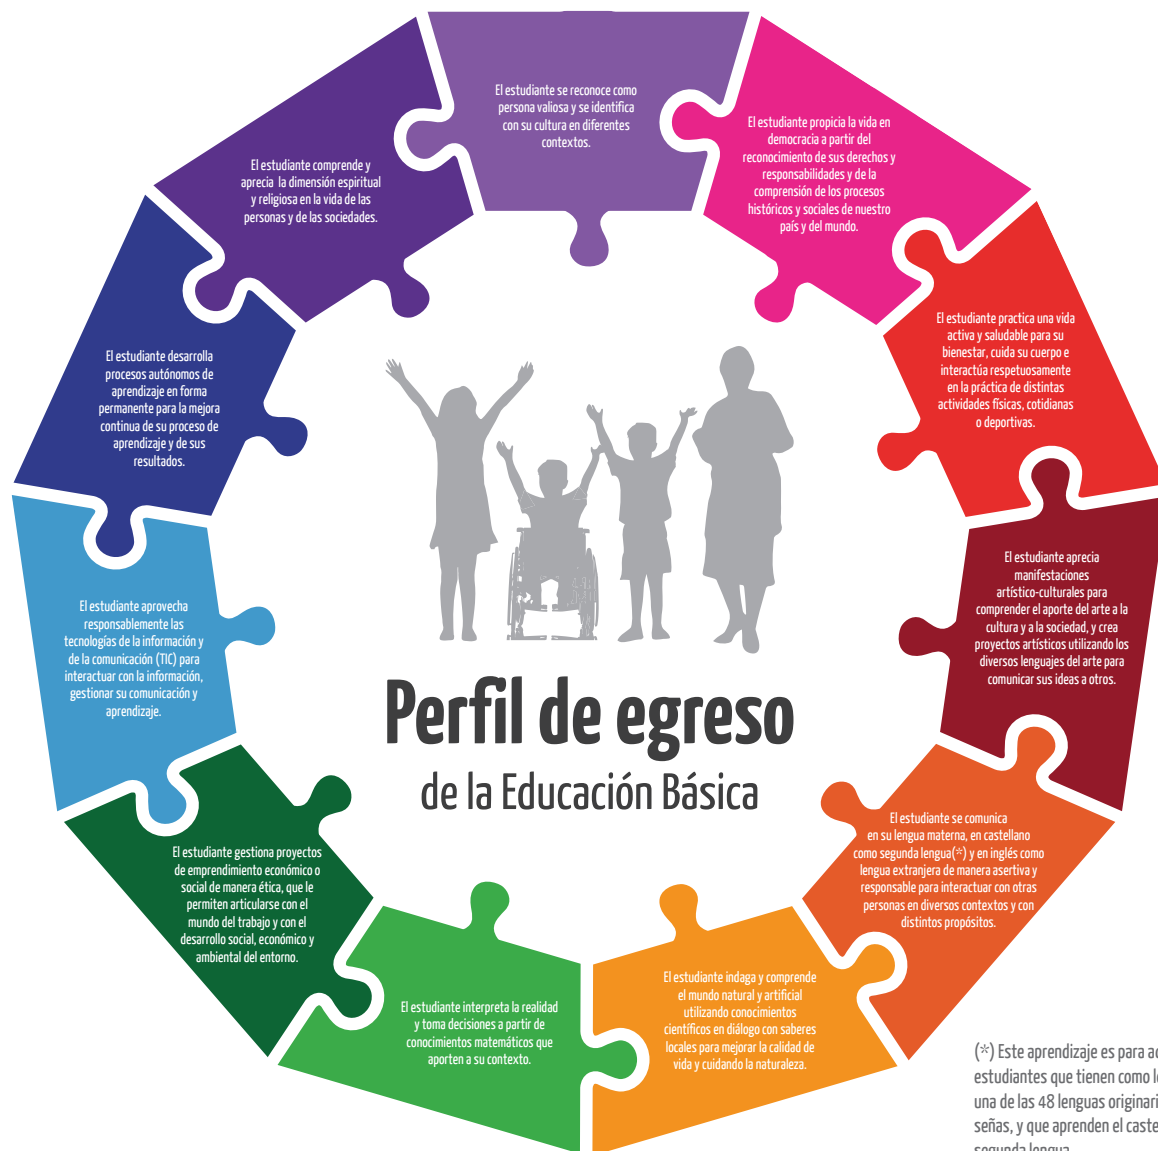 El estudiante se reconoce como
persona valiosa y se identifica
con su cultura en diferentes
contextos.
El estudiante propicia la vida en
democracia a partir del
reconocimiento de sus derechos y
responsabilidades y de la
comprensión de los procesos
históricos y sociales de nuestro
país y del mundo.
El estudiante practica una vida
activa y saludable para su
bienestar, cuida su cuerpo e
interactúa respetuosamente
en la práctica de distintas
actividades físicas, cotidianas
o deportivas.
El estudiante aprecia
manifestaciones
artístico-culturales para
comprender el aporte del arte a la
cultura y a la sociedad, y crea
proyectos artísticos utilizando los
diversos lenguajes del arte para
comunicar sus ideas a otros.
El estudiante se comunica
en su lengua materna, en castellano
como segunda lengua(*) y en inglés como
lengua extranjera de manera asertiva y
responsable para interactuar con otras
personas en diversos contextos y con
distintos propósitos.
El estudiante indaga y comprende
el mundo natural y artificial
utilizando conocimientos
científicos en diálogo con saberes
locales para mejorar la calidad de
vida y cuidando la naturaleza.
El estudiante interpreta la realidad
y toma decisiones a partir de
conocimientos matemáticos que
aporten a su contexto.
El estudiante gestiona proyectos
de emprendimiento económico o
social de manera ética, que le
permiten articularse con el
mundo del trabajo y con el
desarrollo social, económico y
ambiental del entorno.
El estudiante aprovecha
responsablemente las
tecnologías de la información y
de la comunicación (TIC) para
interactuar con la información,
gestionar su comunicación y
aprendizaje.
El estudiante desarrolla
procesos autónomos de
aprendizaje en forma
permanente para la mejora
continua de su proceso de
aprendizaje y de sus
resultados.
El estudiante comprende y
aprecia la dimensión espiritual
y religiosa en la vida de las
personas y de las sociedades.
Perfil de egreso
de la Educación Básica
(*) Este aprendizaje es para
estudiantes que tienen como
una de las 48 lenguas
señas, y que aprenden el
segunda lengua